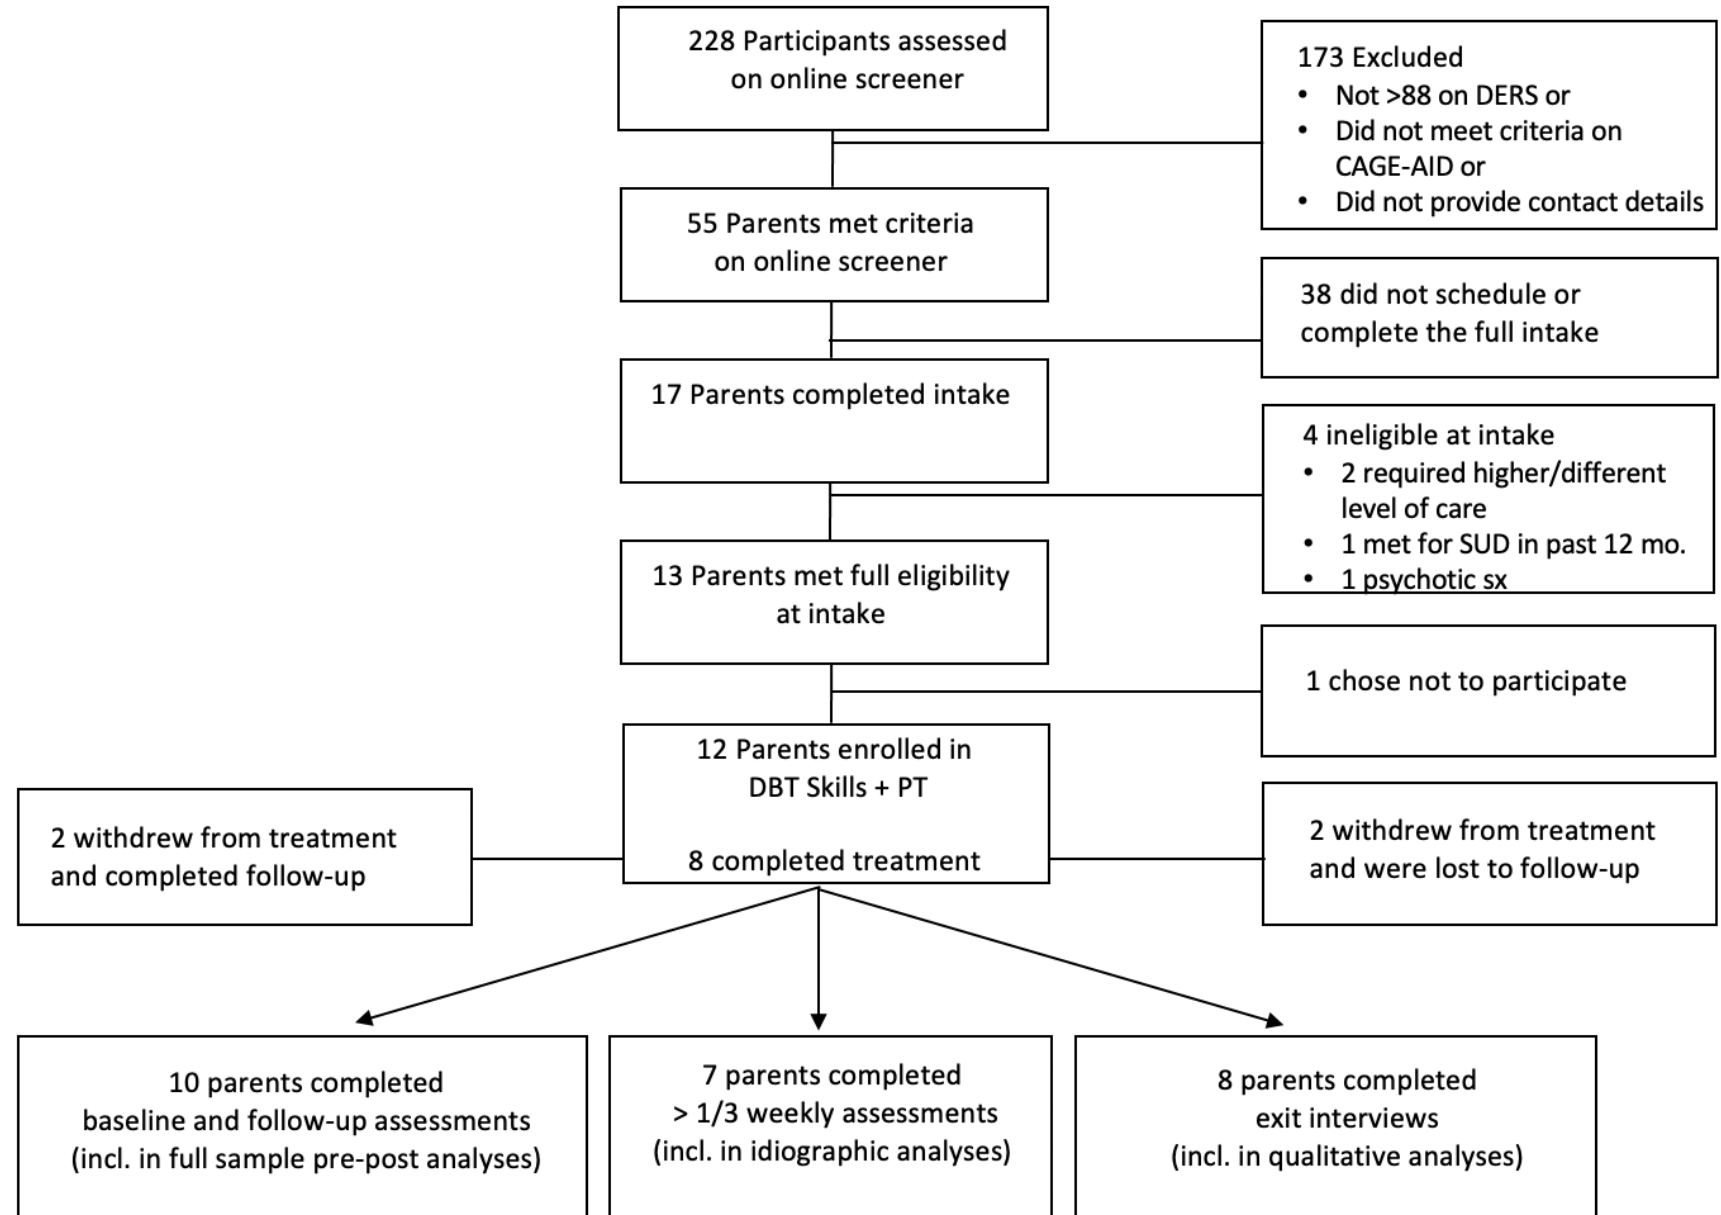 228 Participants assessed
on online screener
173 Excluded
• Not >88 on DERS or
• Did not meet criteria on
CAGE-AID or
• Did not provide contact details
55 Parents met criteria
on online screener
38 did not schedule or
complete the full intake
17 Parents completed intake
4 ineligible at intake
• 2 required higher/different
level of care
• 1 met for SUD in past 12 mo.
• 1 psychotic sx
13 Parents met full eligibility
at intake
1 chose not to participate
12 Parents enrolled in
DBT Skills + PT
8 completed treatment
2 withdrew from treatment
and completed follow-up
2 withdrew from treatment
and were lost to follow-up
10 parents completed
baseline and follow-up assessments
(incl. in full sample pre-post analyses)
7 parents completed
> 1/3 weekly assessments
(incl. in idiographic analyses)
8 parents completed
exit interviews
(incl. in qualitative analyses)